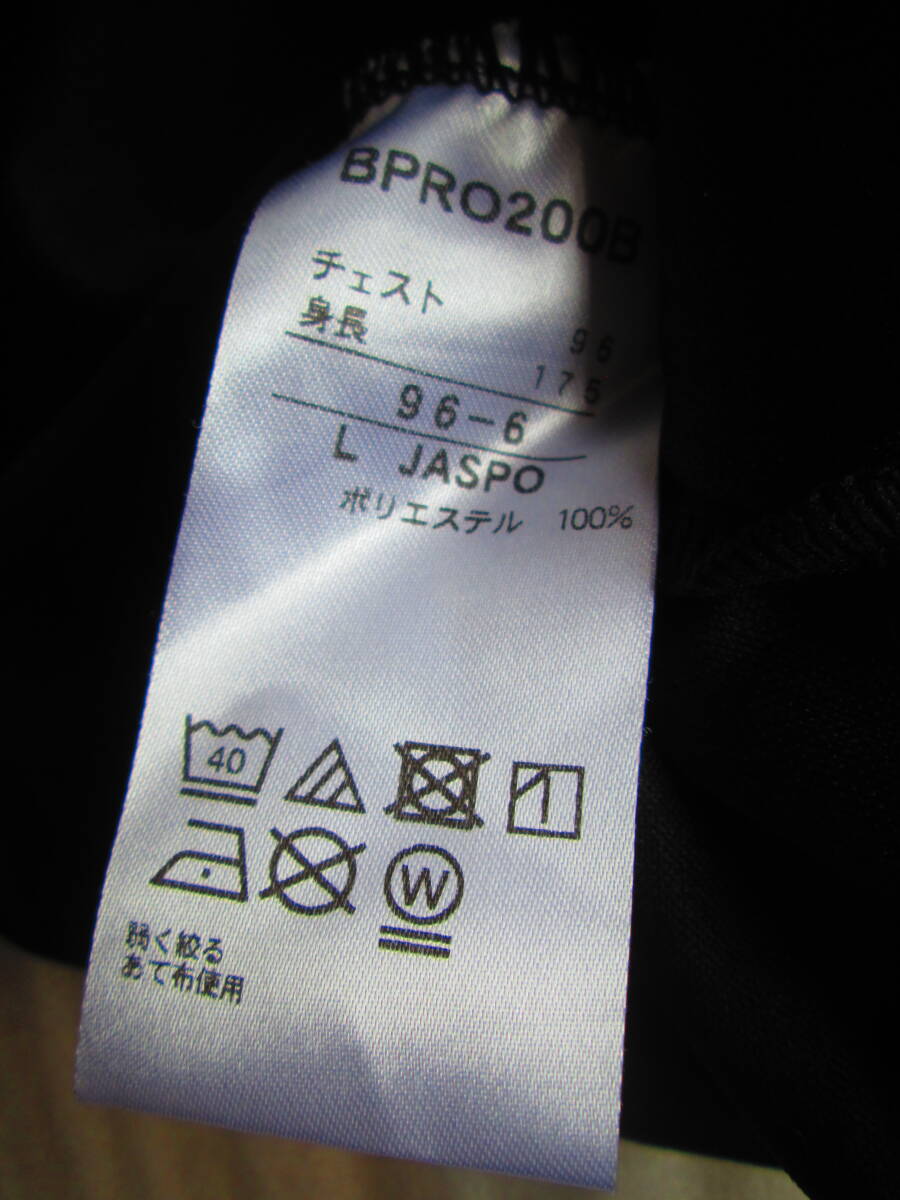 BPRO200B
チェスト 96
身長 175
96-6
L JASPO
ポリエステル 100%
40
W
弱く絞る
あて布使用